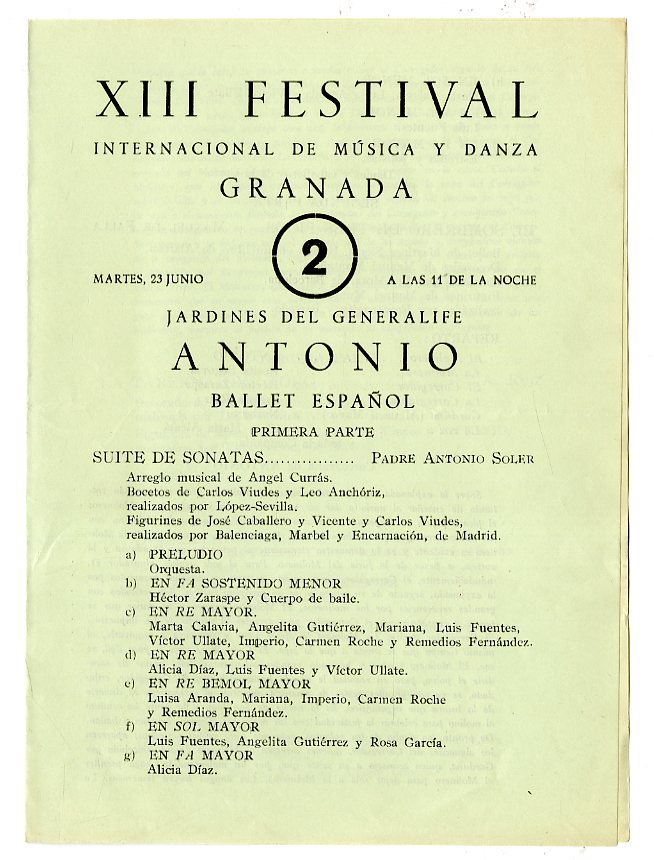 XIII FESTIVAL
INTERNACIONAL DE MÚSICA Y DANZA
GRANADA
2
MARTES, 23 JUNIO
A LAS 11 DE LA NOCHE
JARDINES DEL GENERALIFE
ANTONIO
BALLET ESPAÑOL
PRIMERA PARTE
SUITE DE SONATAS................ PADRE ANTONIO SOLER
Arreglo musical de Angel Currás.
Bocetos de Carlos Viudes y Leo Anchóriz,
realizados por López-Sevilla.
Figurines de José Caballero y Vicente y Carlos Viudes,
realizados por Balenciaga, Marbel y Encarnación, de Madrid.
a) PRELUDIO
Orquesta.
b) EN FA SOSTENIDO MENOR
Héctor Zaraspe y Cuerpo de baile.
c) EN RE MAYOR.
Marta Calavia, Angelita Gutiérrez, Mariana, Luis Fuentes,
Víctor Ullate, Imperio, Carmen Roche y Remedios Fernández.
d) EN RE MAYOR
Alicia Díaz, Luis Fuentes y Víctor Ullate.
e) EN RE BEMOL MAYOR
Luisa Aranda, Mariana, Imperio, Carmen Roche
y Remedios Fernández.
f) EN SOL MAYOR
Luis Fuentes, Angelita Gutiérrez y Rosa García.
g) EN FA MAYOR
Alicia Díaz.